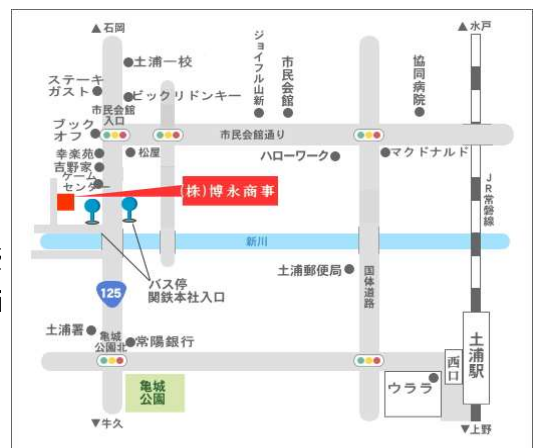 ▲石岡
▲水戸
土浦一校
ジョイフル山新
市民会館
協同病院
ステーキ
ガスト
ビックリドンキー
市民会館
入口
ブック
オフ
市民会館通り
幸楽苑
松屋
ハローワーク
マクドナルド
吉野家
ゲーム
センター
(株)博永商事
JR常磐線
新川
バス停
関鉄本社入口
土浦郵便局
国体道路
125
土浦署
亀城
公園北
常陽銀行
土浦駅
西口
亀城
公園
ウララ
▼牛久
▼上野